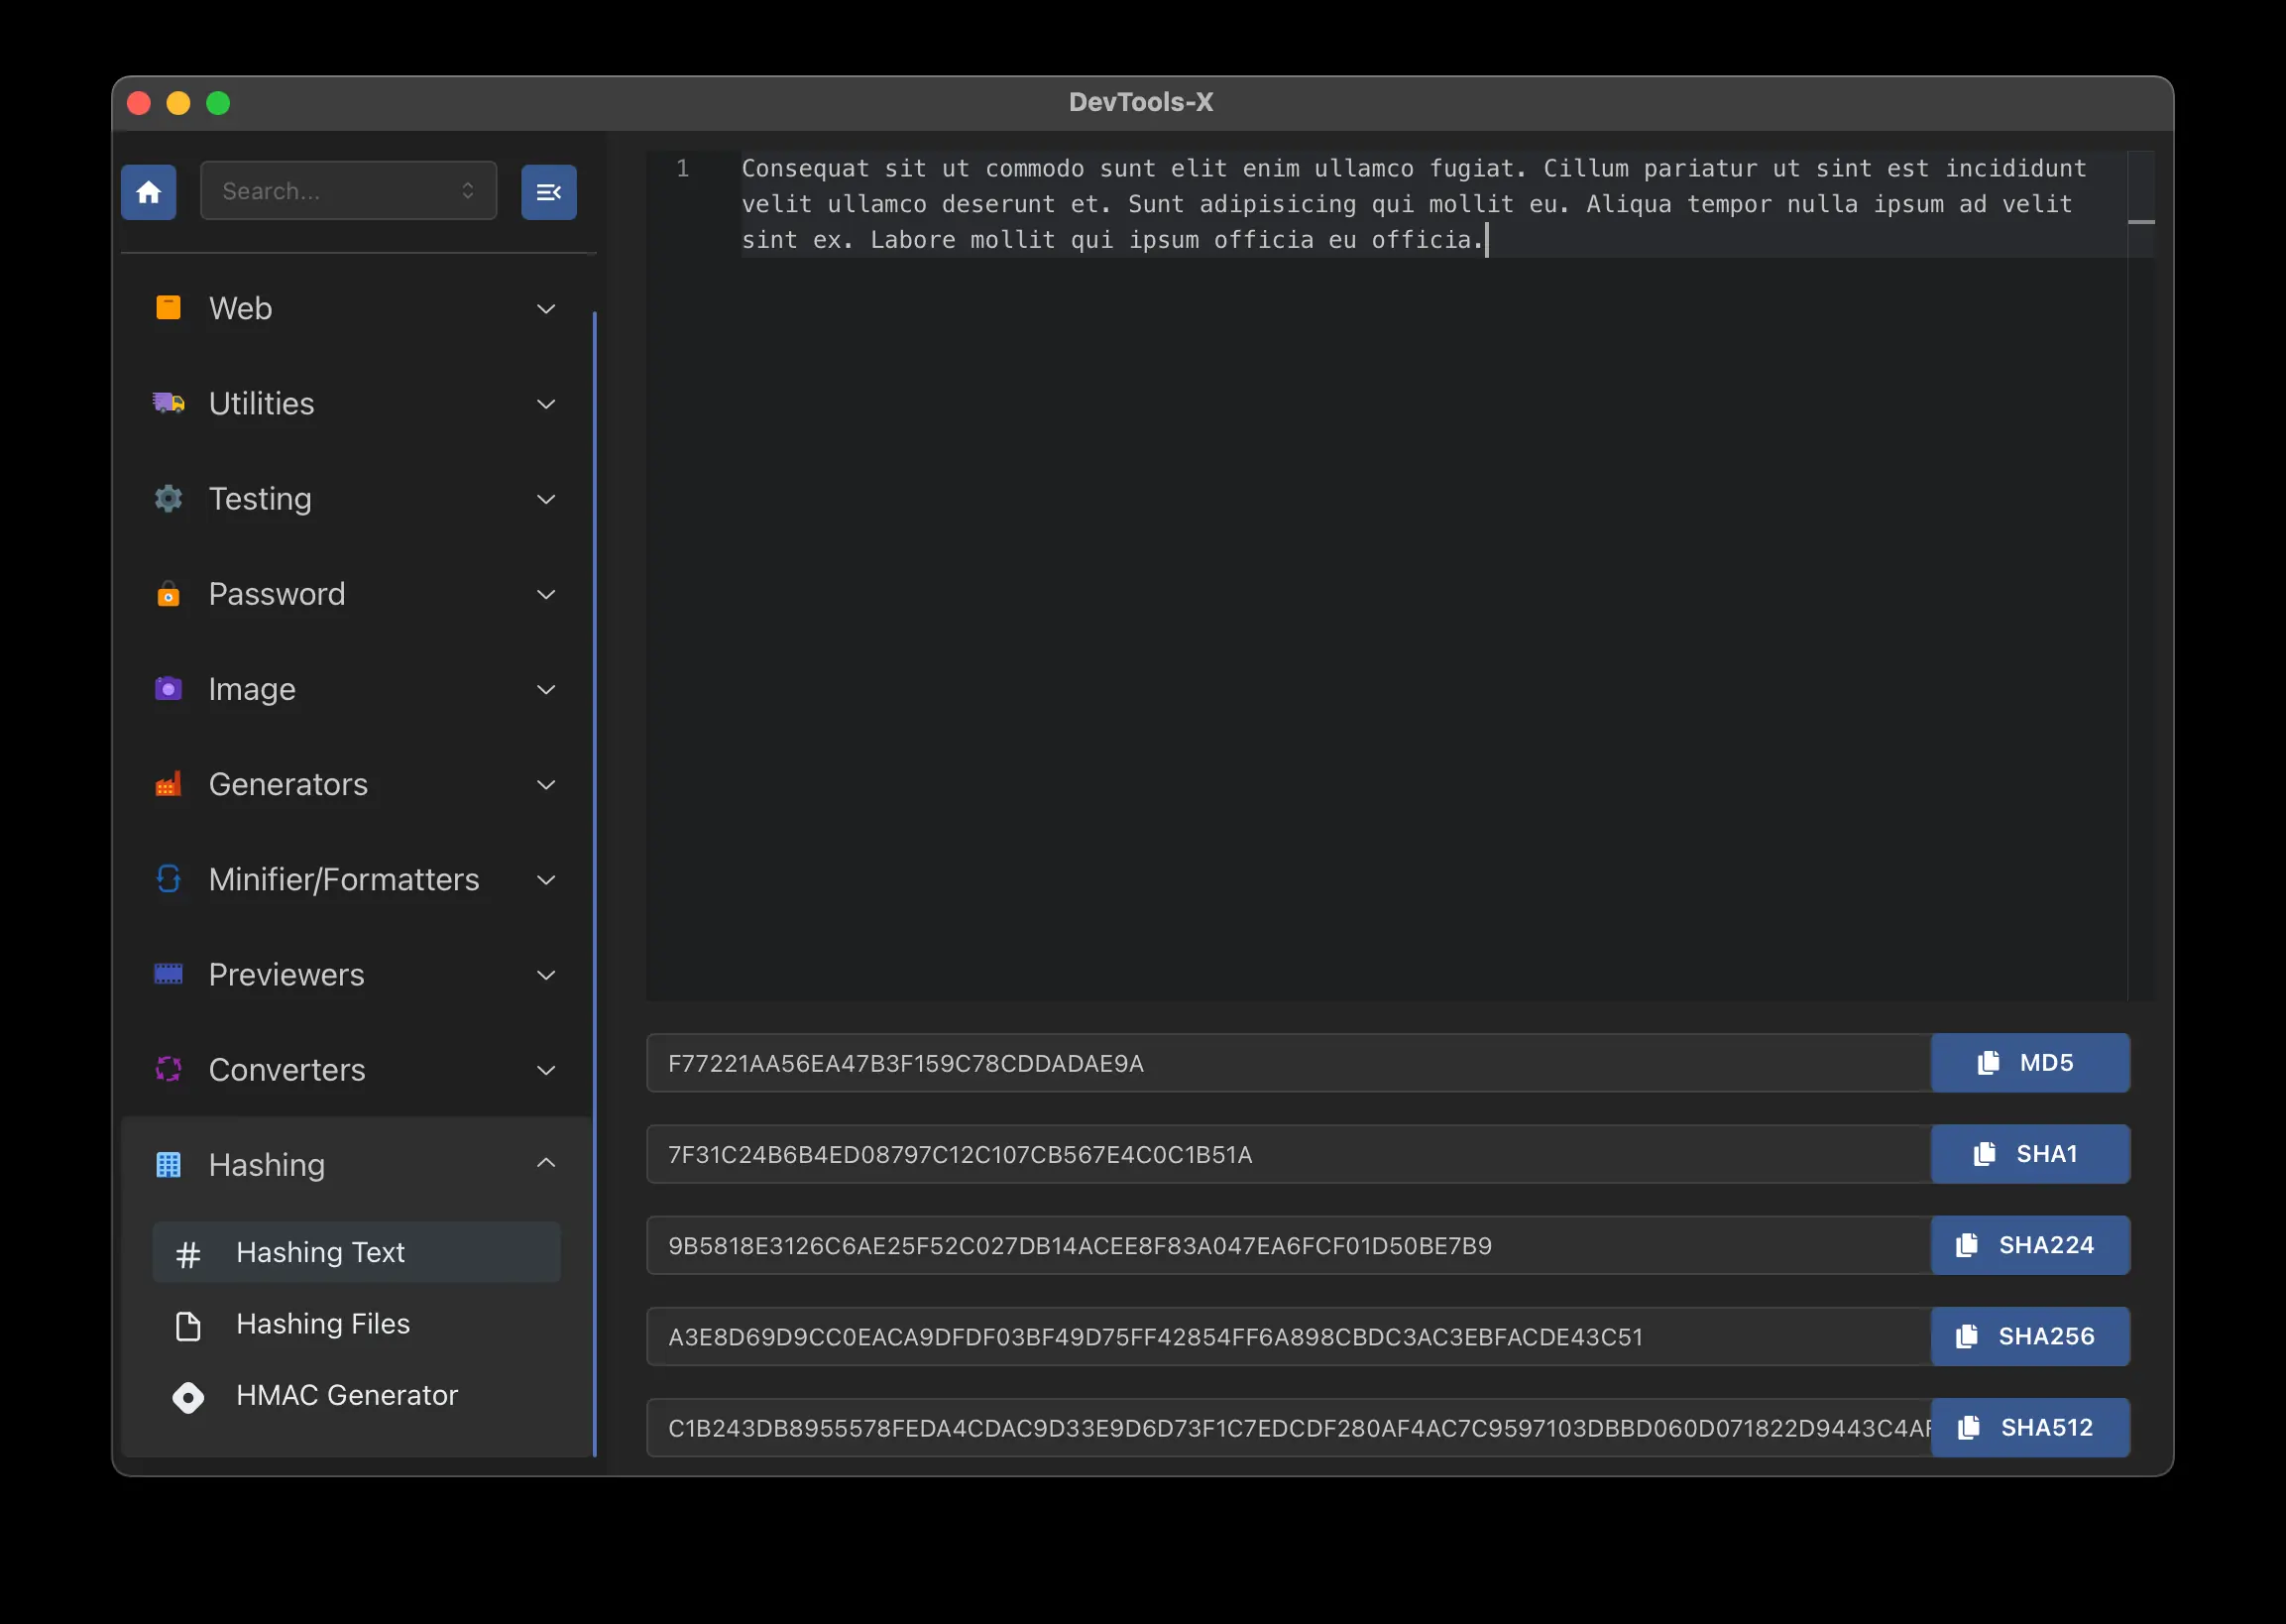 DevTools-X
Search...
Web
Utilities
Testing
Password
Image
Generators
Minifier/Formatters
Previewers
Converters
Hashing
Hashing Text
Hashing Files
HMAC Generator
1
Consequat sit ut commodo sunt elit enim ullamco fugiat. Cillum pariatur ut sint est incididunt
velit ullamco deserunt et. Sunt adipisicing qui mollit eu. Aliqua tempor nulla ipsum ad velit
sint ex. Labore mollit qui ipsum officia eu officia.
F77221AA56EA47B3F159C78CDDADAE9A MD5
7F31C24B6B4ED08797C12C107CB567E4C0C1B51A SHA1
9B5818E3126C6AE25F52C027DB14ACEE8F83A047EA6FCF01D50BE7B9 SHA224
A3E8D69D9CC0EACA9DFDF03BF49D75FF42854FF6A898CBDC3AC3EBFACDE43C51 SHA256
C1B243DB8955578FEDA4CDAC9D33E9D6D73F1C7EDCDF280AF4AC7C9597103DBBD060D071822D9443C4AF SHA512